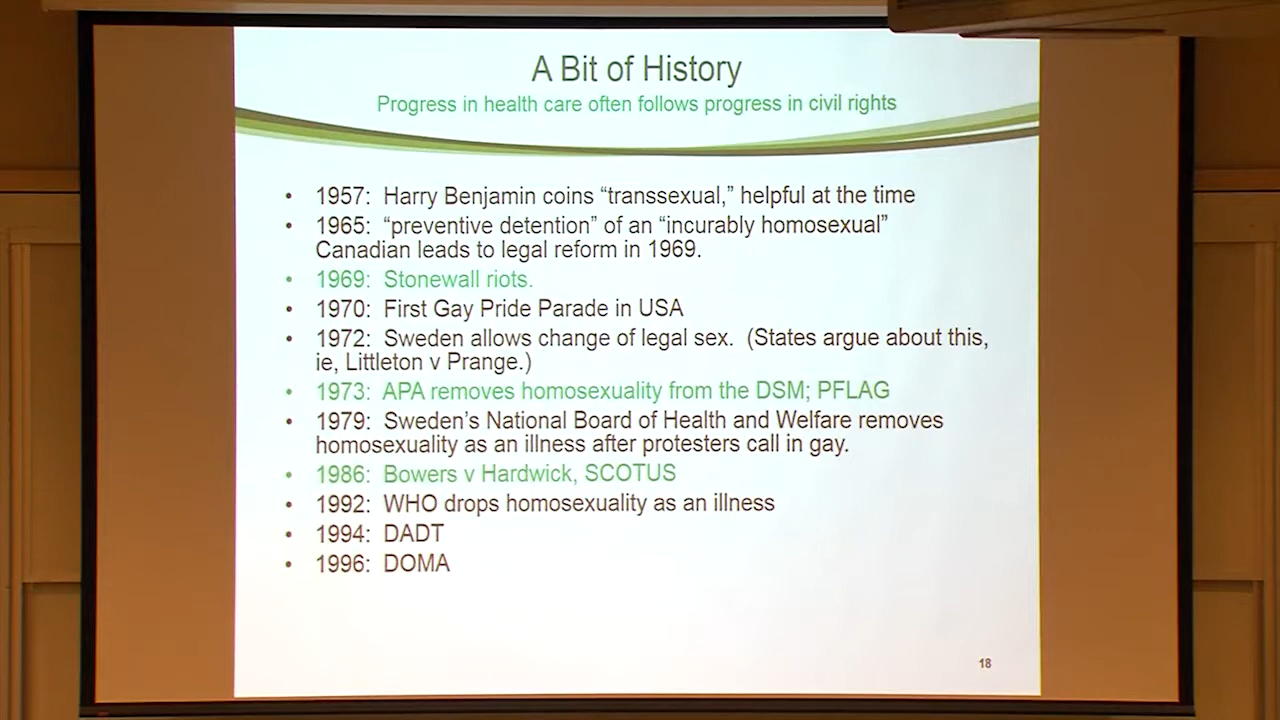 A Bit of History
Progress in health care often follows progress in civil rights
• 1957: Harry Benjamin coins “transsexual,” helpful at the time
• 1965: “preventive detention” of an “incurably homosexual”
Canadian leads to legal reform in 1969.
• 1969: Stonewall riots.
• 1970: First Gay Pride Parade in USA
• 1972: Sweden allows change of legal sex. (States argue about this,
ie, Littleton v Prange.)
• 1973: APA removes homosexuality from the DSM; PFLAG
• 1979: Sweden’s National Board of Health and Welfare removes
homosexuality as an illness after protesters call in gay.
• 1986: Bowers v Hardwick, SCOTUS
• 1992: WHO drops homosexuality as an illness
• 1994: DADT
• 1996: DOMA
18